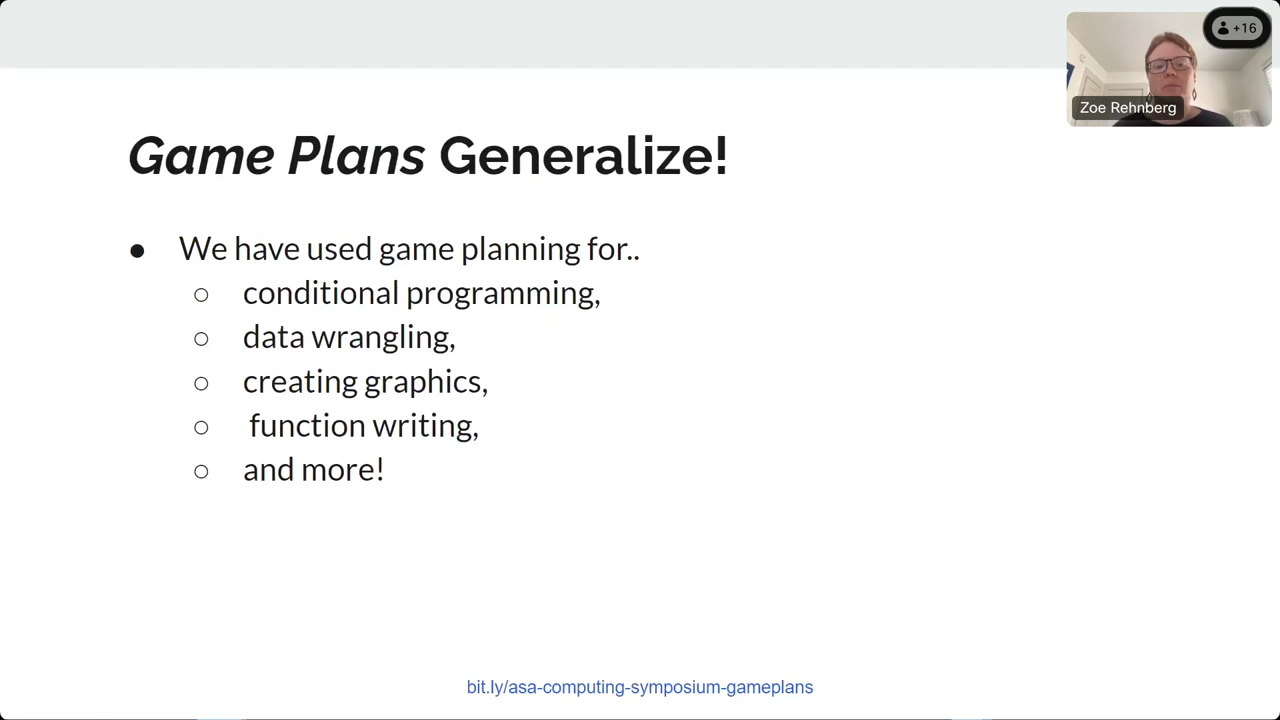 +16
Zoe Rehnberg
Game Plans Generalize!
● We have used game planning for..
○ conditional programming,
○ data wrangling,
○ creating graphics,
○ function writing,
○ and more!
bit.ly/asa-computing-symposium-gameplans